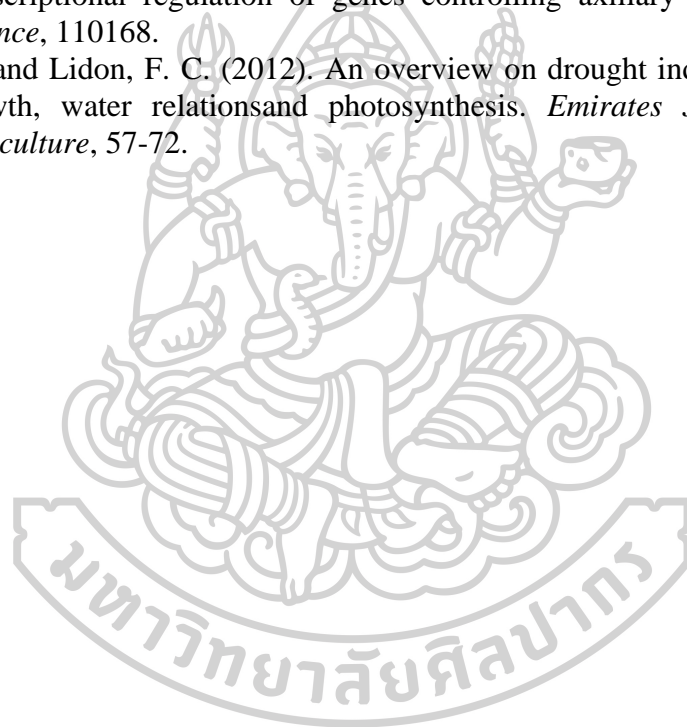 scriptional regulation of genes controlling axillary
nce, 110168.
and Lidon, F. C. (2012). An overview on drought ind
th, water relationsand photosynthesis. Emirates
culture, 57-72.
มหาวิทยาลัยศิลปากร